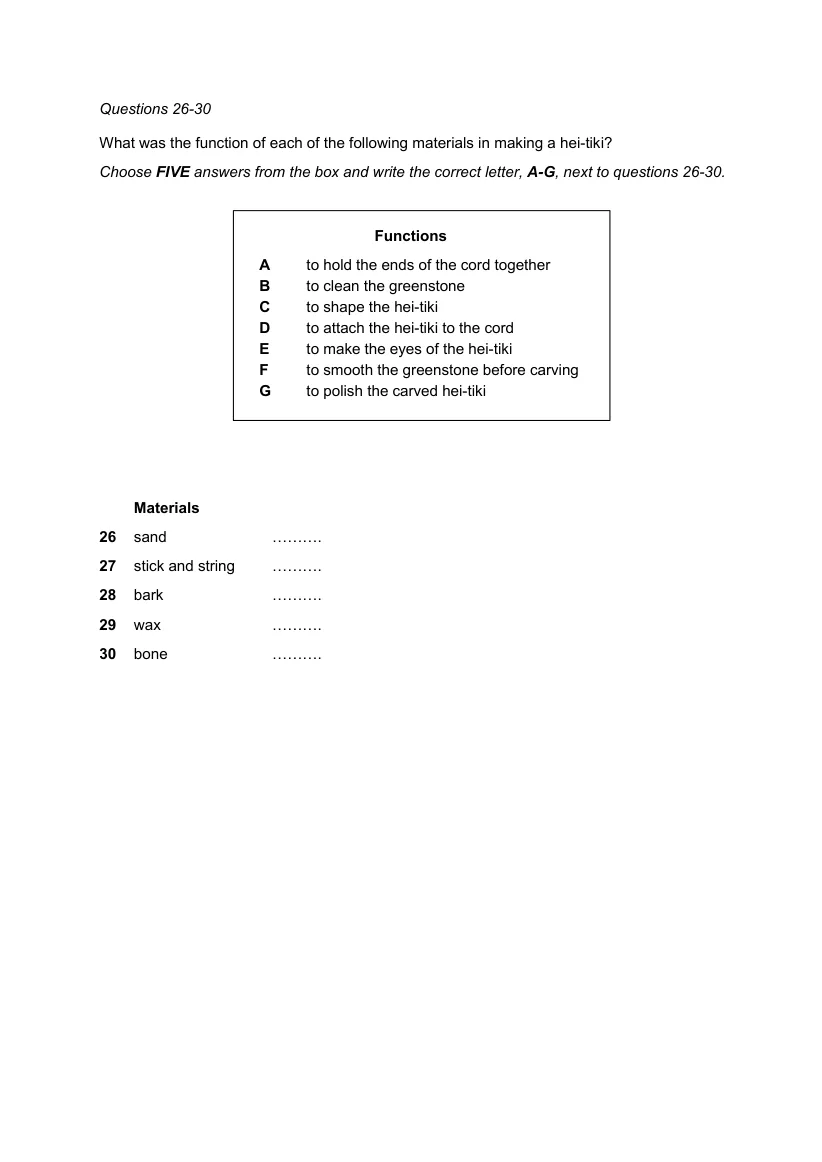 Questions 26-30
What was the function of each of the following materials in making a hei-tiki?
Choose FIVE answers from the box and write the correct letter, A-G, next to questions 26-30.
Functions
A to hold the ends of the cord together
B to clean the greenstone
C to shape the hei-tiki
D to attach the hei-tiki to the cord
E to make the eyes of the hei-tiki
F to smooth the greenstone before carving
G to polish the carved hei-tiki
Materials
26 sand ……….
27 stick and string ……….
28 bark ……….
29 wax ……….
30 bone ……….